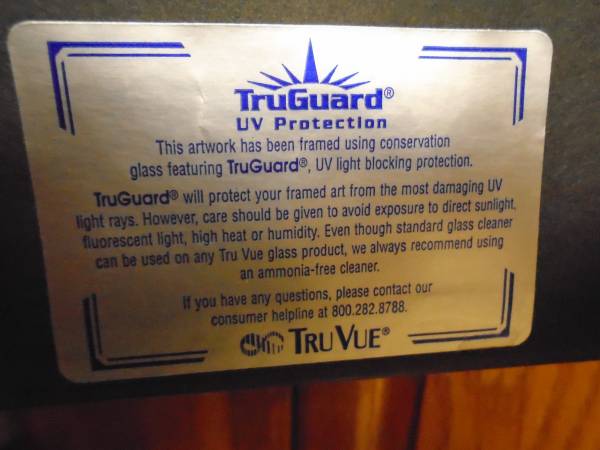 TruGuard®
UV Protection
This artwork has been framed using conservation
glass featuring TruGuard®, UV light blocking protection.
TruGuard® will protect your framed art from the most damaging UV
light rays. However, care should be given to avoid exposure to direct sunlight,
fluorescent light, high heat or humidity. Even though standard glass cleaner
can be used on any Tru Vue glass product, we always recommend using
an ammonia-free cleaner.
If you have any questions, please contact our
consumer helpline at 800.282.8788.
TRU VUE®